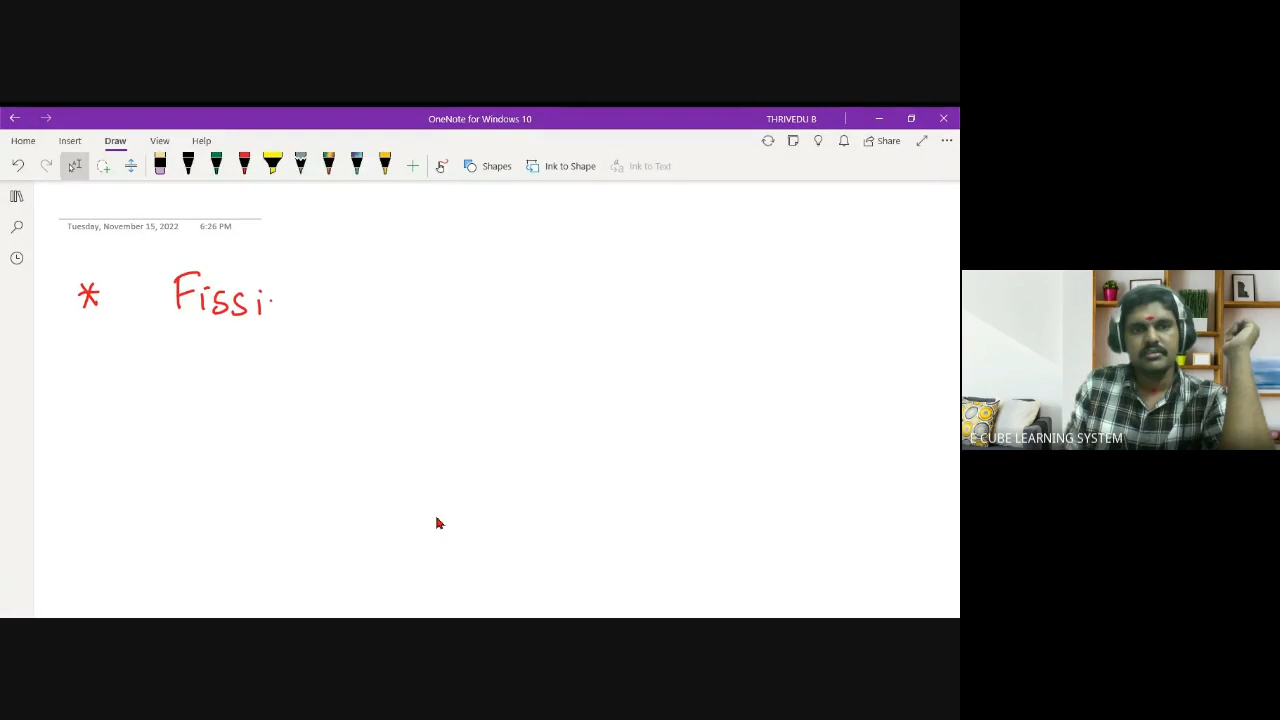 OneNote for Windows 10
THRIVEDU B
Home Insert Draw View Help
Share
Shapes Ink to Shape Ink to Text
Tuesday, November 15, 2022 6:26 PM
* Fissi
E CUBE LEARNING SYSTEM